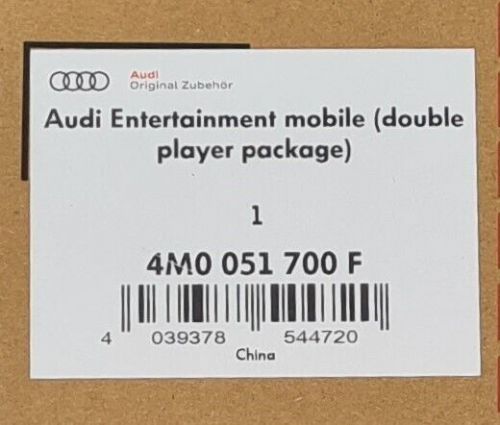 Audi
Original Zubehör
Audi Entertainment mobile (double
player package)
1
4M0 051 700 F
4 039378 544720
China